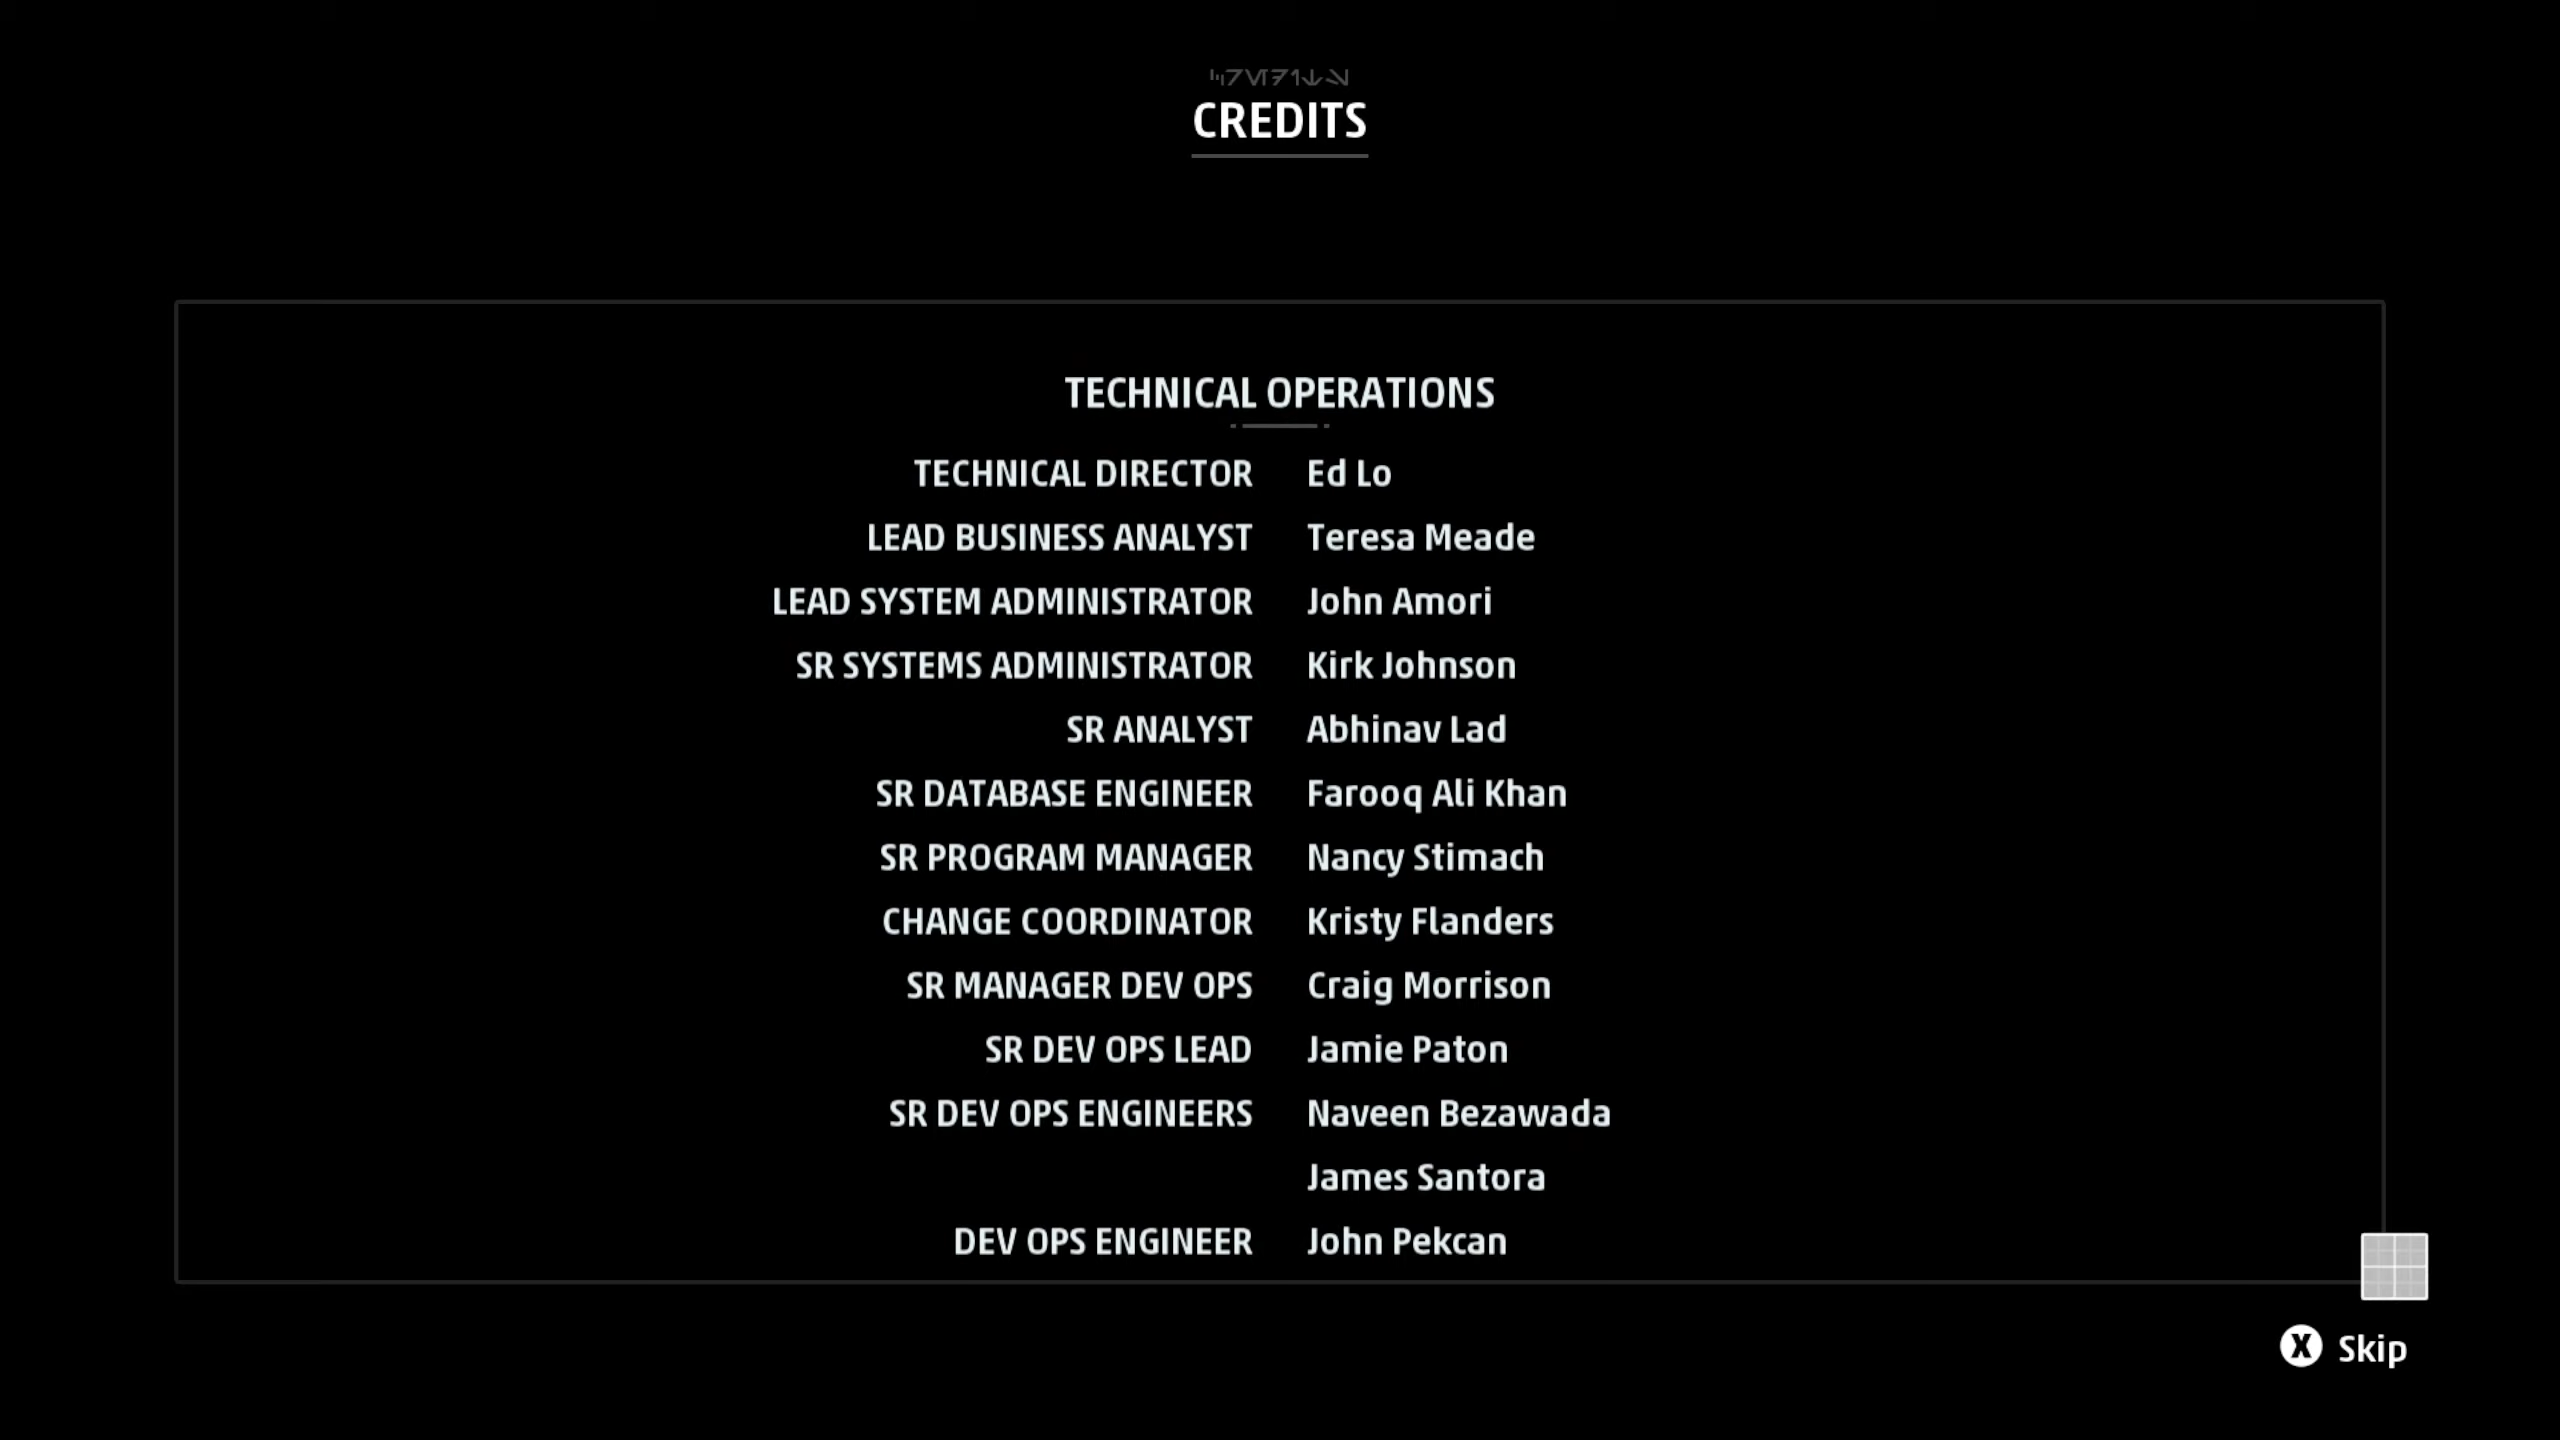 CREDITS
TECHNICAL OPERATIONS
TECHNICAL DIRECTOR Ed Lo
LEAD BUSINESS ANALYST Teresa Meade
LEAD SYSTEM ADMINISTRATOR John Amori
SR SYSTEMS ADMINISTRATOR Kirk Johnson
SR ANALYST Abhinav Lad
SR DATABASE ENGINEER Farooq Ali Khan
SR PROGRAM MANAGER Nancy Stimach
CHANGE COORDINATOR Kristy Flanders
SR MANAGER DEV OPS Craig Morrison
SR DEV OPS LEAD Jamie Paton
SR DEV OPS ENGINEERS Naveen Bezawada
James Santora
DEV OPS ENGINEER John Pekcan
X Skip